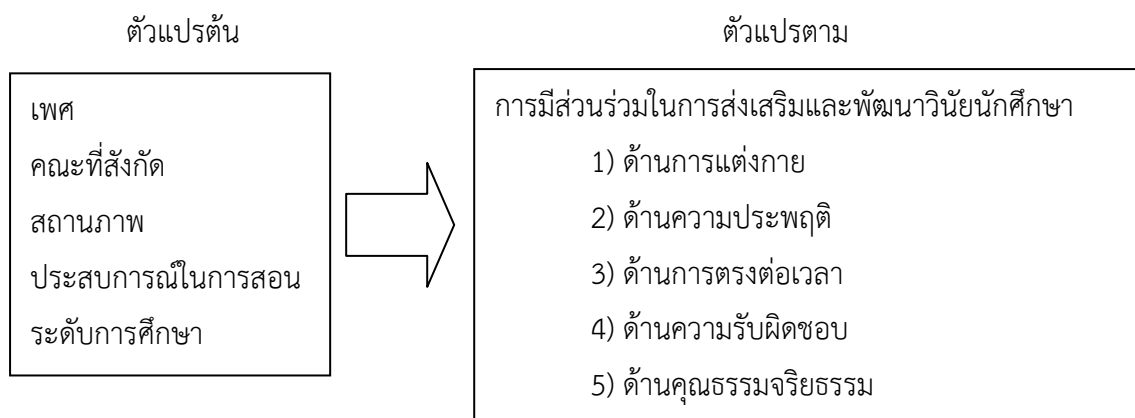 ตัวแปรต้น
ตัวแปรตาม
เพศ
คณะที่สังกัด
สถานภาพ
ประสบการณ์ในการสอน
ระดับการศึกษา
การมีส่วนร่วมในการส่งเสริมและพัฒนาวินัยนักศึกษา
1) ด้านการแต่งกาย
2) ด้านความประพฤติ
3) ด้านการตรงต่อเวลา
4) ด้านความรับผิดชอบ
5) ด้านคุณธรรมจริยธรรม